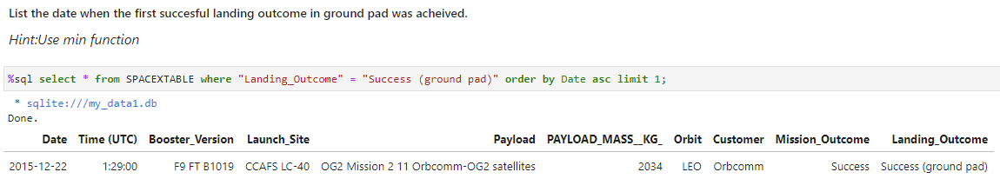 List the date when the first succesful landing outcome in ground pad was acheived.
Hint:Use min function
%sql select * from SPACEXTABLE where "Landing_Outcome" = "Success (ground pad)" order by Date asc limit 1;
* sqlite:///my_data1.db
Done.
Date Time (UTC) Booster_Version Launch_Site Payload PAYLOAD_MASS__KG_ Orbit Customer Mission_Outcome Landing_Outcome
2015-12-22 1:29:00 F9 FT B1019 CCAFS LC-40 OG2 Mission 2 11 Orbcomm-OG2 satellites 2034 LEO Orbcomm Success Success (ground pad)